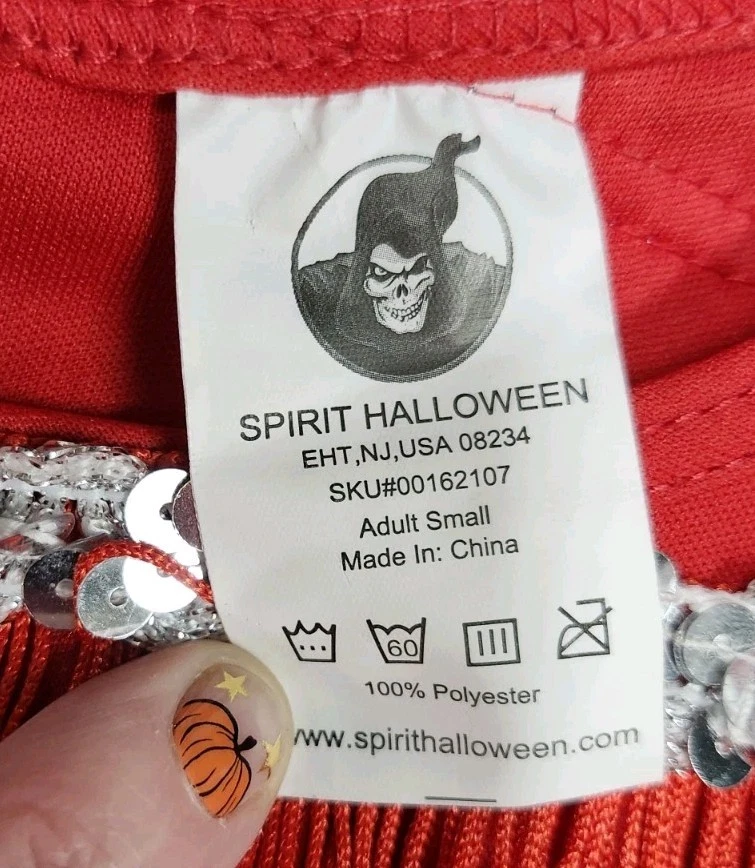 SPIRIT HALLOWEEN
EHT,NJ,USA 08234
SKU#00162107
Adult Small
Made In: China
60
100% Polyester
www.spirithalloween.com